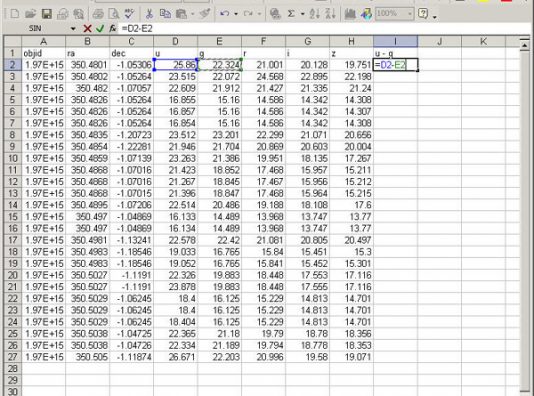 100%
SIN =D2-E2
A B C D E F G H I J K
1 objid ra dec u g r i z u - g
2 1.97E+15 350.4801 -1.05306 25.86 22.324 21.001 20.128 19.751 =D2-E2
3 1.97E+15 350.4802 -1.05264 23.515 22.072 24.568 22.895 22.198
4 1.97E+15 350.482 -1.07057 22.609 21.912 21.427 21.335 21.24
5 1.97E+15 350.4826 -1.05264 16.855 15.16 14.586 14.342 14.308
6 1.97E+15 350.4826 -1.05264 16.857 15.16 14.586 14.342 14.307
7 1.97E+15 350.4826 -1.05264 16.854 15.16 14.586 14.342 14.308
8 1.97E+15 350.4835 -1.20723 23.512 23.201 22.299 21.071 20.656
9 1.97E+15 350.4854 -1.22281 21.946 21.704 20.869 20.603 20.004
10 1.97E+15 350.4859 -1.07139 23.263 21.386 19.951 18.135 17.267
11 1.97E+15 350.4868 -1.07016 21.423 18.852 17.468 15.957 15.211
12 1.97E+15 350.4868 -1.07016 21.267 18.845 17.467 15.956 15.212
13 1.97E+15 350.4868 -1.07015 21.396 18.847 17.468 15.964 15.215
14 1.97E+15 350.4895 -1.07206 22.514 20.486 19.188 18.108 17.6
15 1.97E+15 350.497 -1.04869 16.133 14.489 13.968 13.747 13.77
16 1.97E+15 350.497 -1.04869 16.134 14.489 13.968 13.747 13.77
17 1.97E+15 350.4981 -1.13241 22.578 22.42 21.081 20.805 20.497
18 1.97E+15 350.4983 -1.18546 19.033 16.765 15.84 15.451 15.3
19 1.97E+15 350.4983 -1.18546 19.052 16.765 15.841 15.452 15.301
20 1.97E+15 350.5027 -1.1191 22.326 19.883 18.448 17.553 17.116
21 1.97E+15 350.5027 -1.1191 23.878 19.883 18.448 17.555 17.116
22 1.97E+15 350.5029 -1.06245 18.4 16.125 15.229 14.813 14.701
23 1.97E+15 350.5029 -1.06245 18.4 16.125 15.229 14.813 14.701
24 1.97E+15 350.5029 -1.06245 18.404 16.125 15.229 14.813 14.701
25 1.97E+15 350.5038 -1.04725 22.365 21.18 19.79 18.78 18.356
26 1.97E+15 350.5038 -1.04726 22.334 21.189 19.794 18.778 18.353
27 1.97E+15 350.505 -1.11874 26.671 22.203 20.996 19.58 19.071
28
29
30